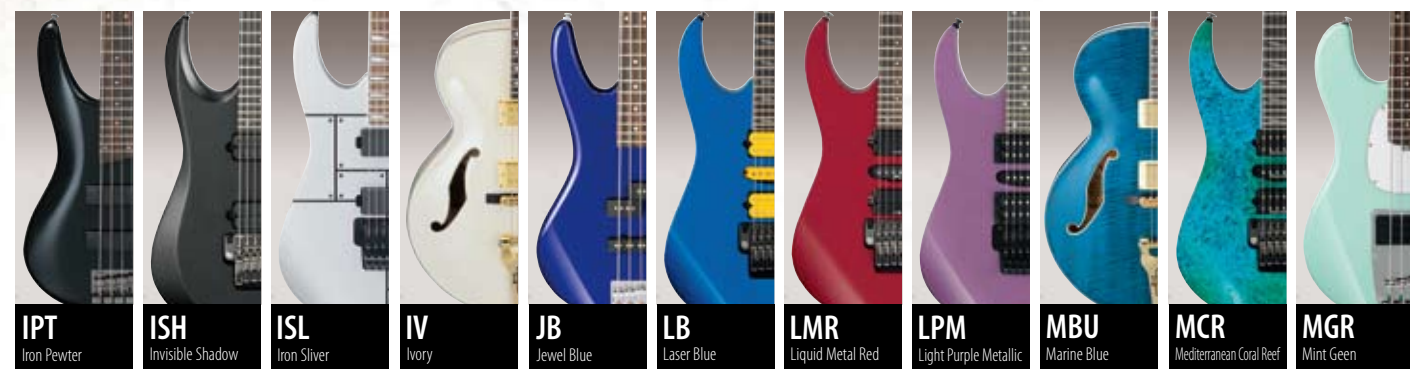 IPT
Iron Pewter
ISH
Invisible Shadow
ISL
Iron Sliver
IV
Ivory
JB
Jewel Blue
LB
Laser Blue
LMR
Liquid Metal Red
LPM
Light Purple Metallic
MBU
Marine Blue
MCR
Mediterranean Coral Reef
MGR
Mint Geen